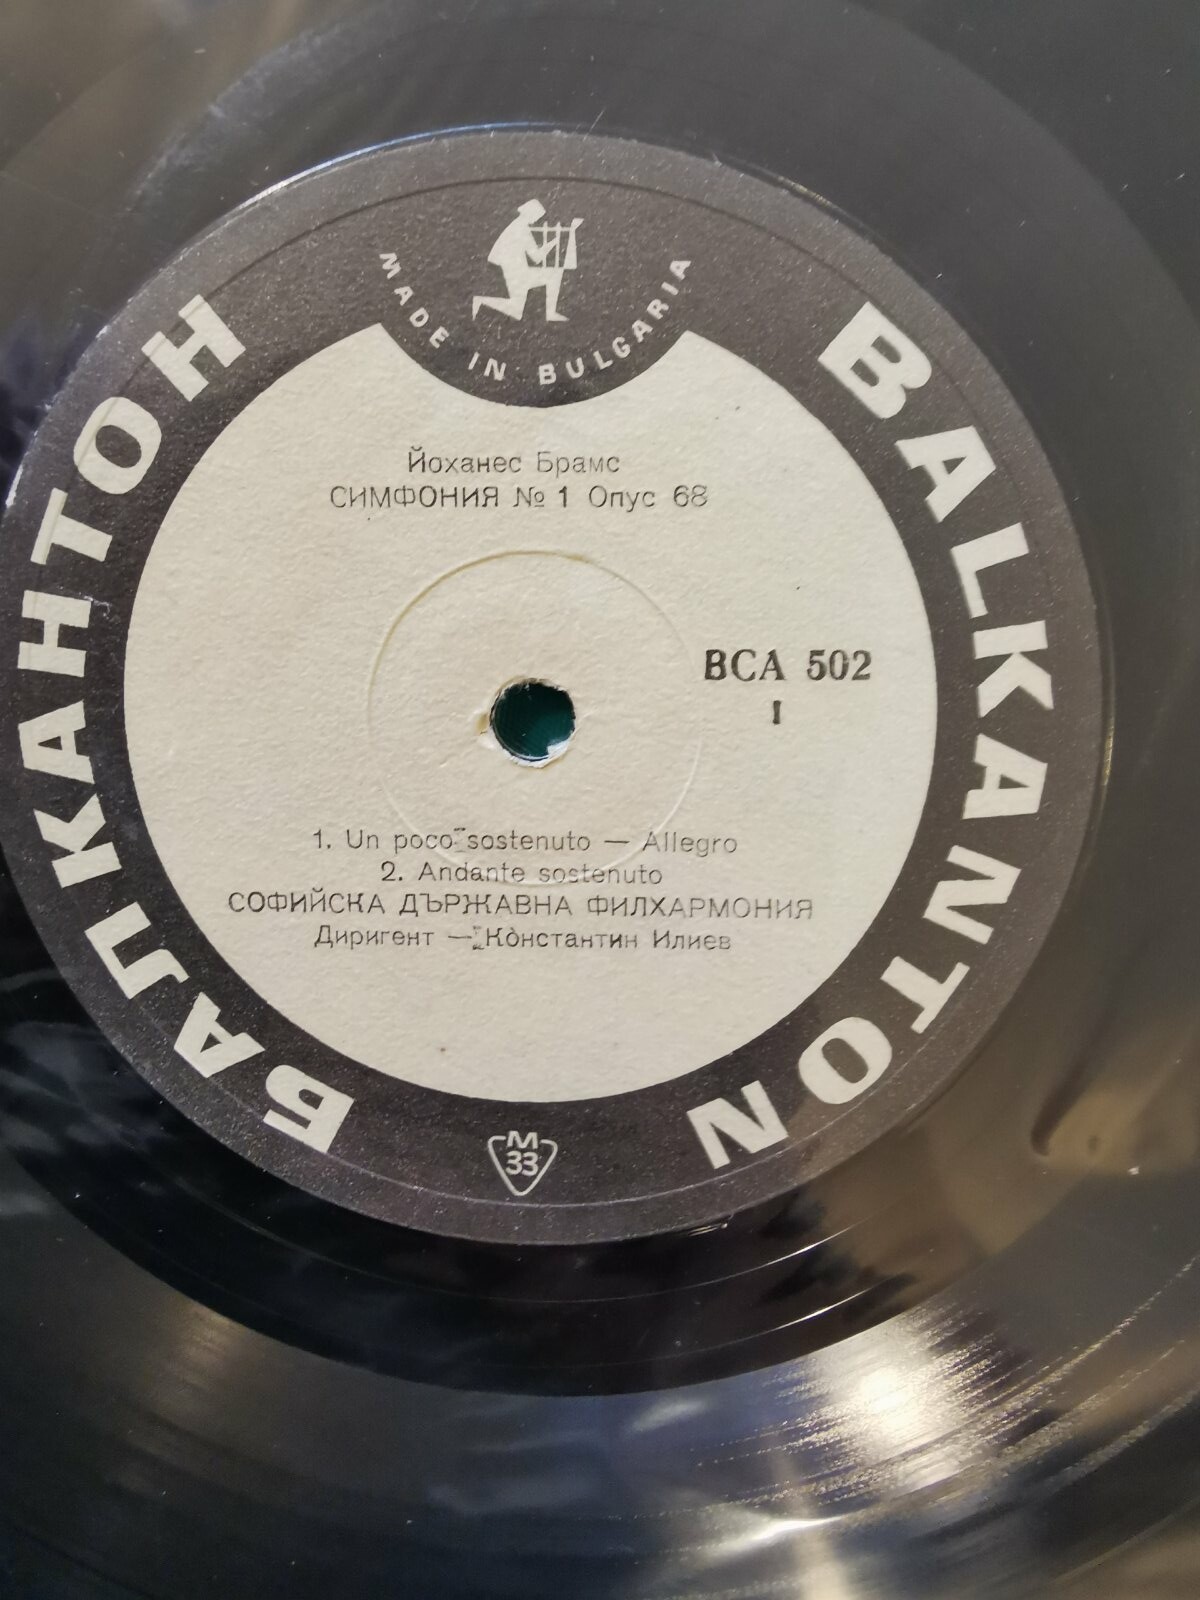 MADE IN BULGARIA
БАЛКАНТОН
BALKANTON
Йоханес Брамс
СИМФОНИЯ № 1 Опус 68
ВСА 502
I
1. Un poco sostenuto — Allegro
2. Andante sostenuto
СОФИЙСКА ДЪРЖАВНА ФИЛХАРМОНИЯ
Диригент — Константин Илиев
M
33